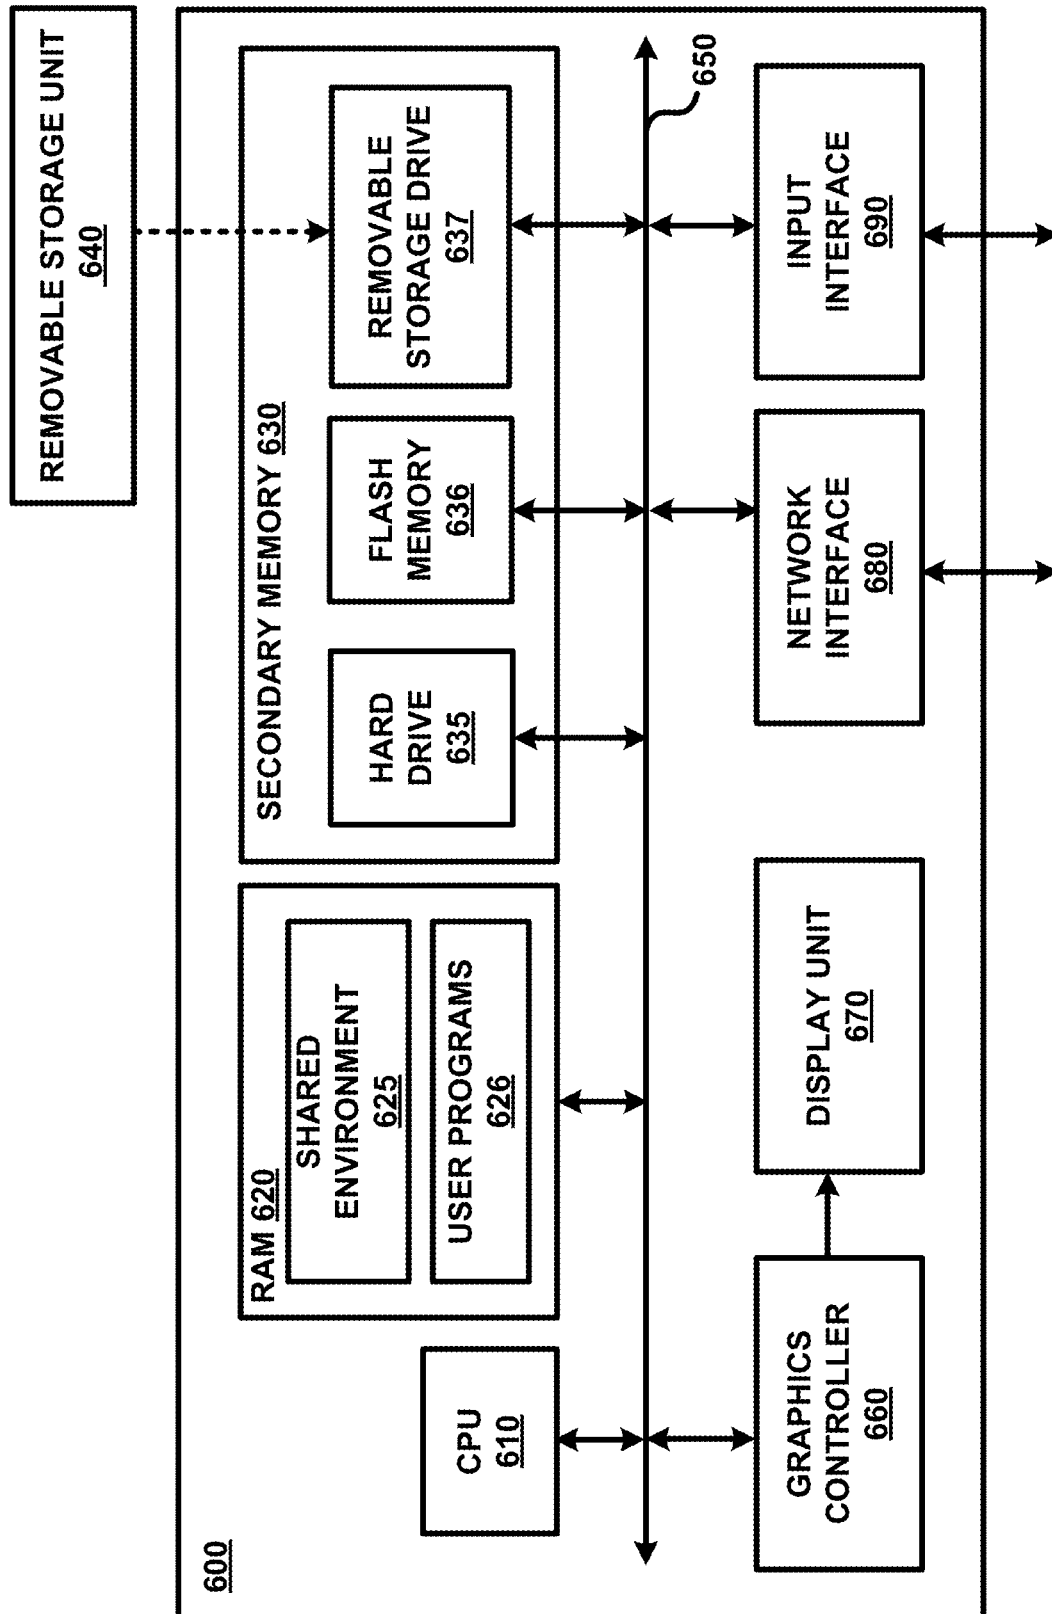 REMOVABLE STORAGE UNIT
640
600
CPU
610
RAM 620
SHARED
ENVIRONMENT
625
USER PROGRAMS
626
SECONDARY MEMORY 630
HARD
DRIVE
635
FLASH
MEMORY
636
REMOVABLE
STORAGE DRIVE
637
650
GRAPHICS
CONTROLLER
660
DISPLAY UNIT
670
NETWORK
INTERFACE
680
INPUT
INTERFACE
690